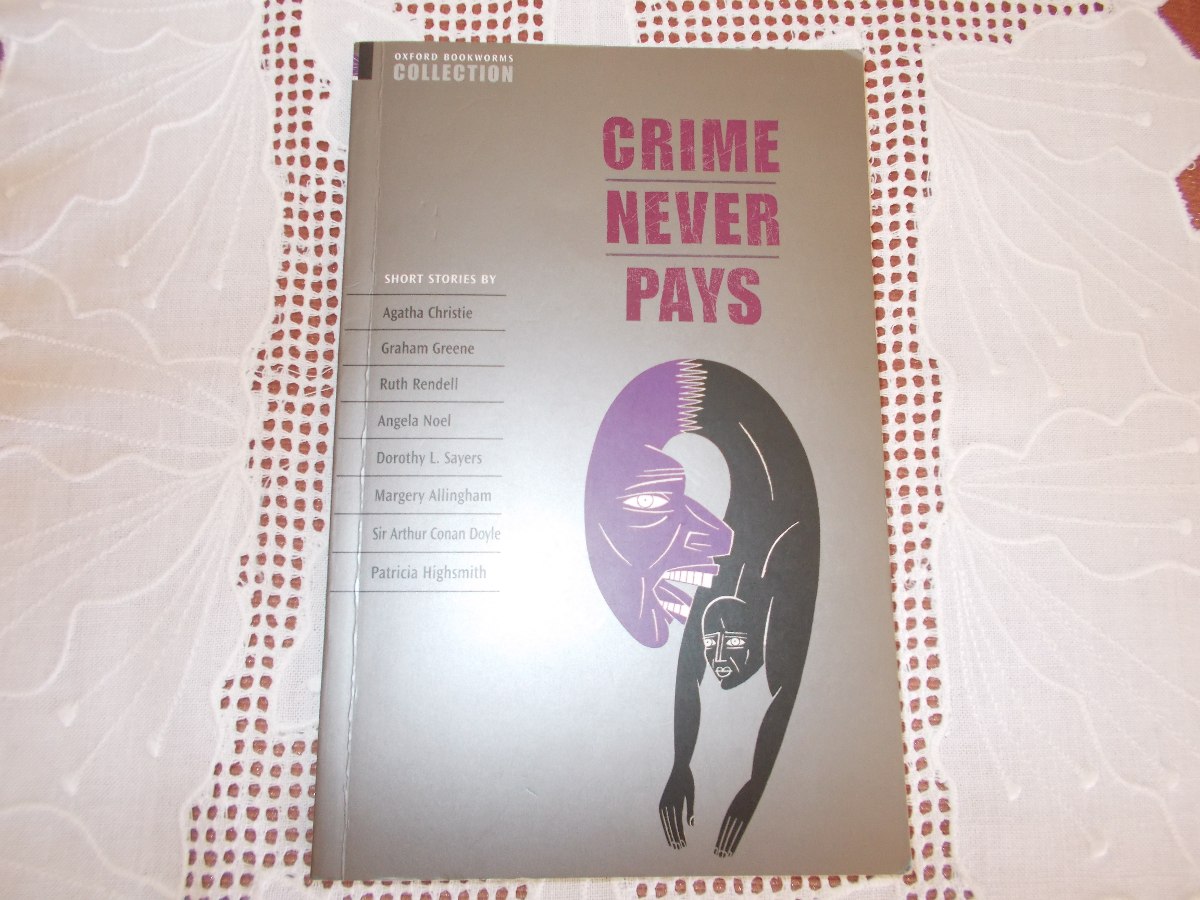 OXFORD BOOKWORMS
COLLECTION
CRIME
NEVER
PAYS
SHORT STORIES BY
Agatha Christie
Graham Greene
Ruth Rendell
Angela Noel
Dorothy L. Sayers
Margery Allingham
Sir Arthur Conan Doyle
Patricia Highsmith